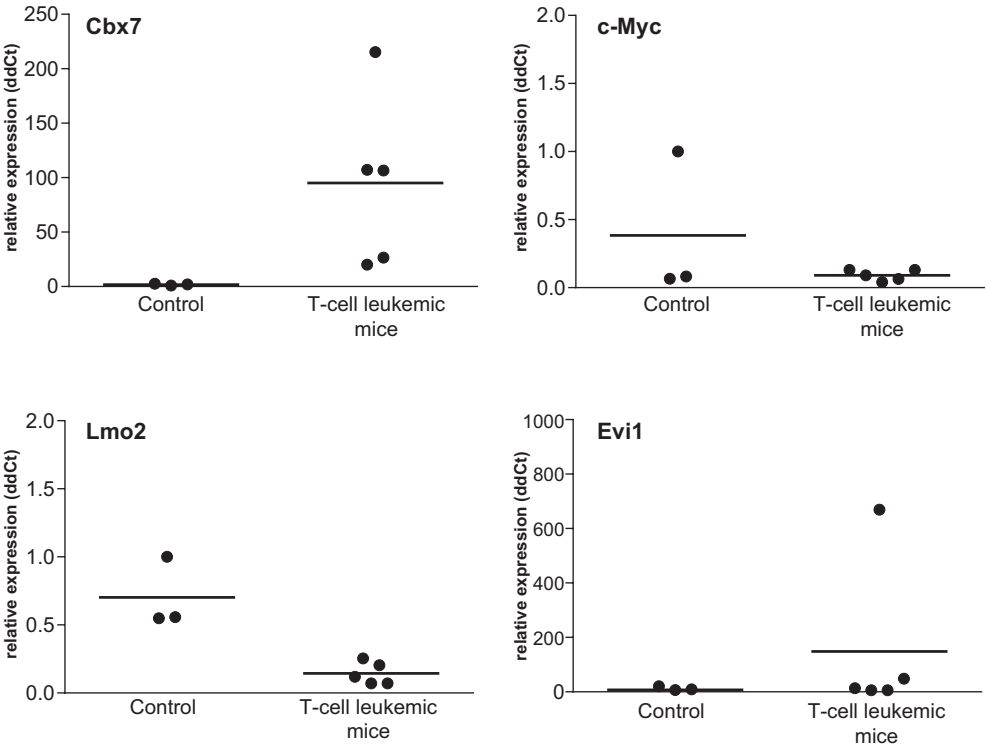 Cbx7
relative expression (ddCt)
250
200
150
100
50
0
Control
T-cell leukemic
mice
c-Myc
relative expression (ddCt)
2.0
1.5
1.0
0.5
0.0
Control
T-cell leukemic
mice
Lmo2
relative expression (ddCt)
2.0
1.5
1.0
0.5
0.0
Control
T-cell leukemic
mice
Evi1
relative expression (ddCt)
1000
800
600
400
200
0
Control
T-cell leukemic
mice